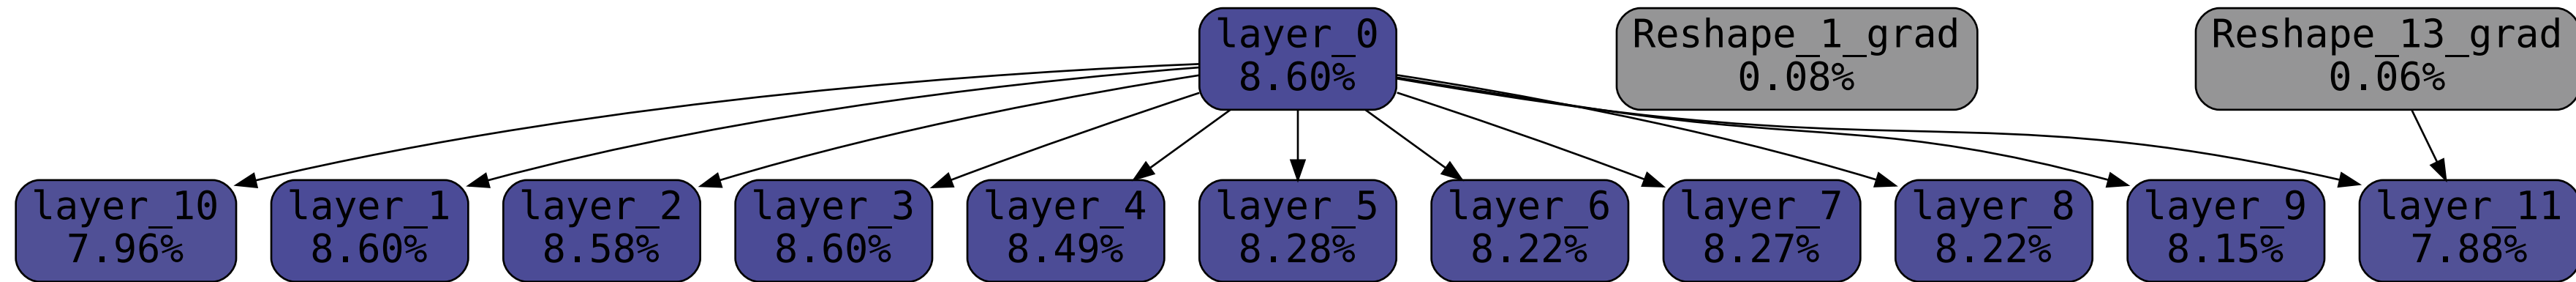 layer_0
8.60%
Reshape_1_grad
0.08%
Reshape_13_grad
0.06%
layer_10
7.96%
layer_1
8.60%
layer_2
8.58%
layer_3
8.60%
layer_4
8.49%
layer_5
8.28%
layer_6
8.22%
layer_7
8.27%
layer_8
8.22%
layer_9
8.15%
layer_11
7.88%